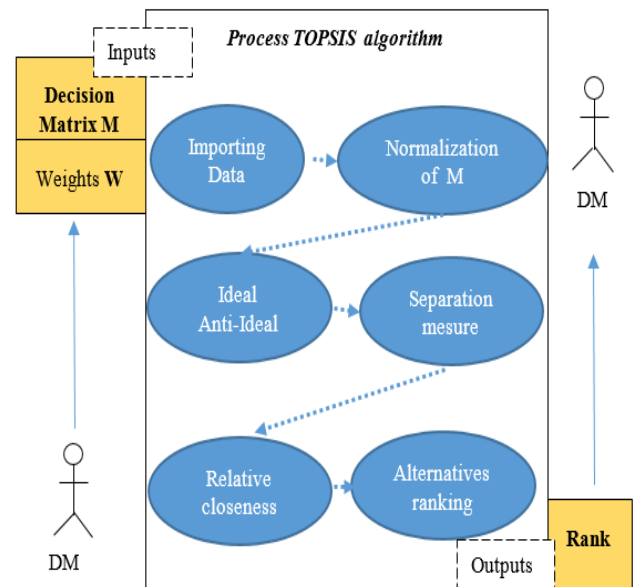 Process TOPSIS algorithm
Inputs
Decision
Matrix M
Weights W
Importing
Data
Normalization
of M
DM
Ideal
Anti-Ideal
Separation
mesure
Relative
closeness
Alternatives
ranking
DM
Rank
Outputs